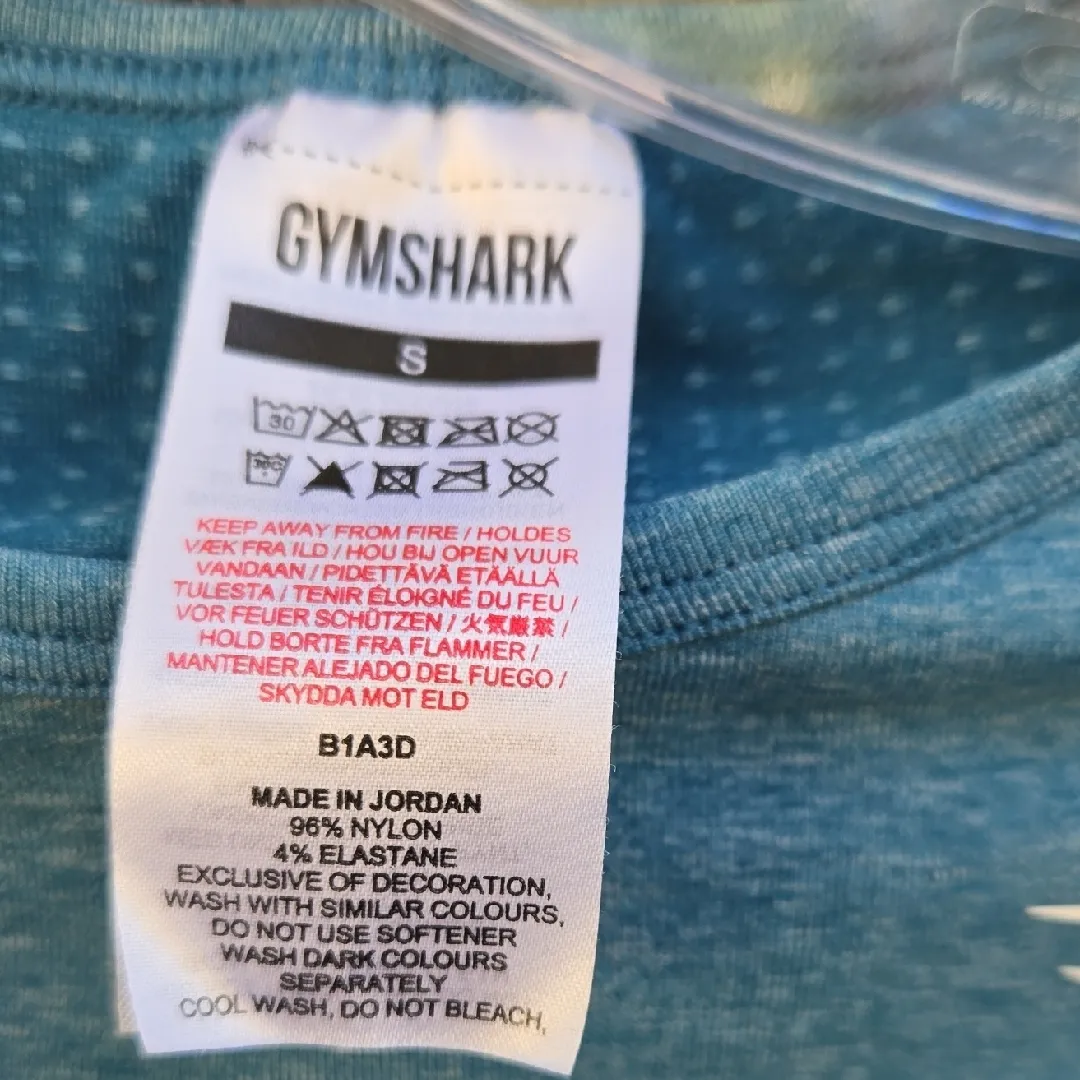 GYMSHARK
S
30
30C
KEEP AWAY FROM FIRE / HOLDES
VÆK FRA ILD / HOU BIJ OPEN VUUR
VANDAAN / PIDETTÄVÄ ETÄÄLLÄ
TULESTA / TENIR ÉLOIGNÉ DU FEU /
VOR FEUER SCHÜTZEN / 火気厳禁 /
HOLD BORTE FRA FLAMMER /
MANTENER ALEJADO DEL FUEGO /
SKYDDA MOT ELD
B1A3D
MADE IN JORDAN
96% NYLON
4% ELASTANE
EXCLUSIVE OF DECORATION,
WASH WITH SIMILAR COLOURS,
DO NOT USE SOFTENER
WASH DARK COLOURS
SEPARATELY
COOL WASH, DO NOT BLEACH,